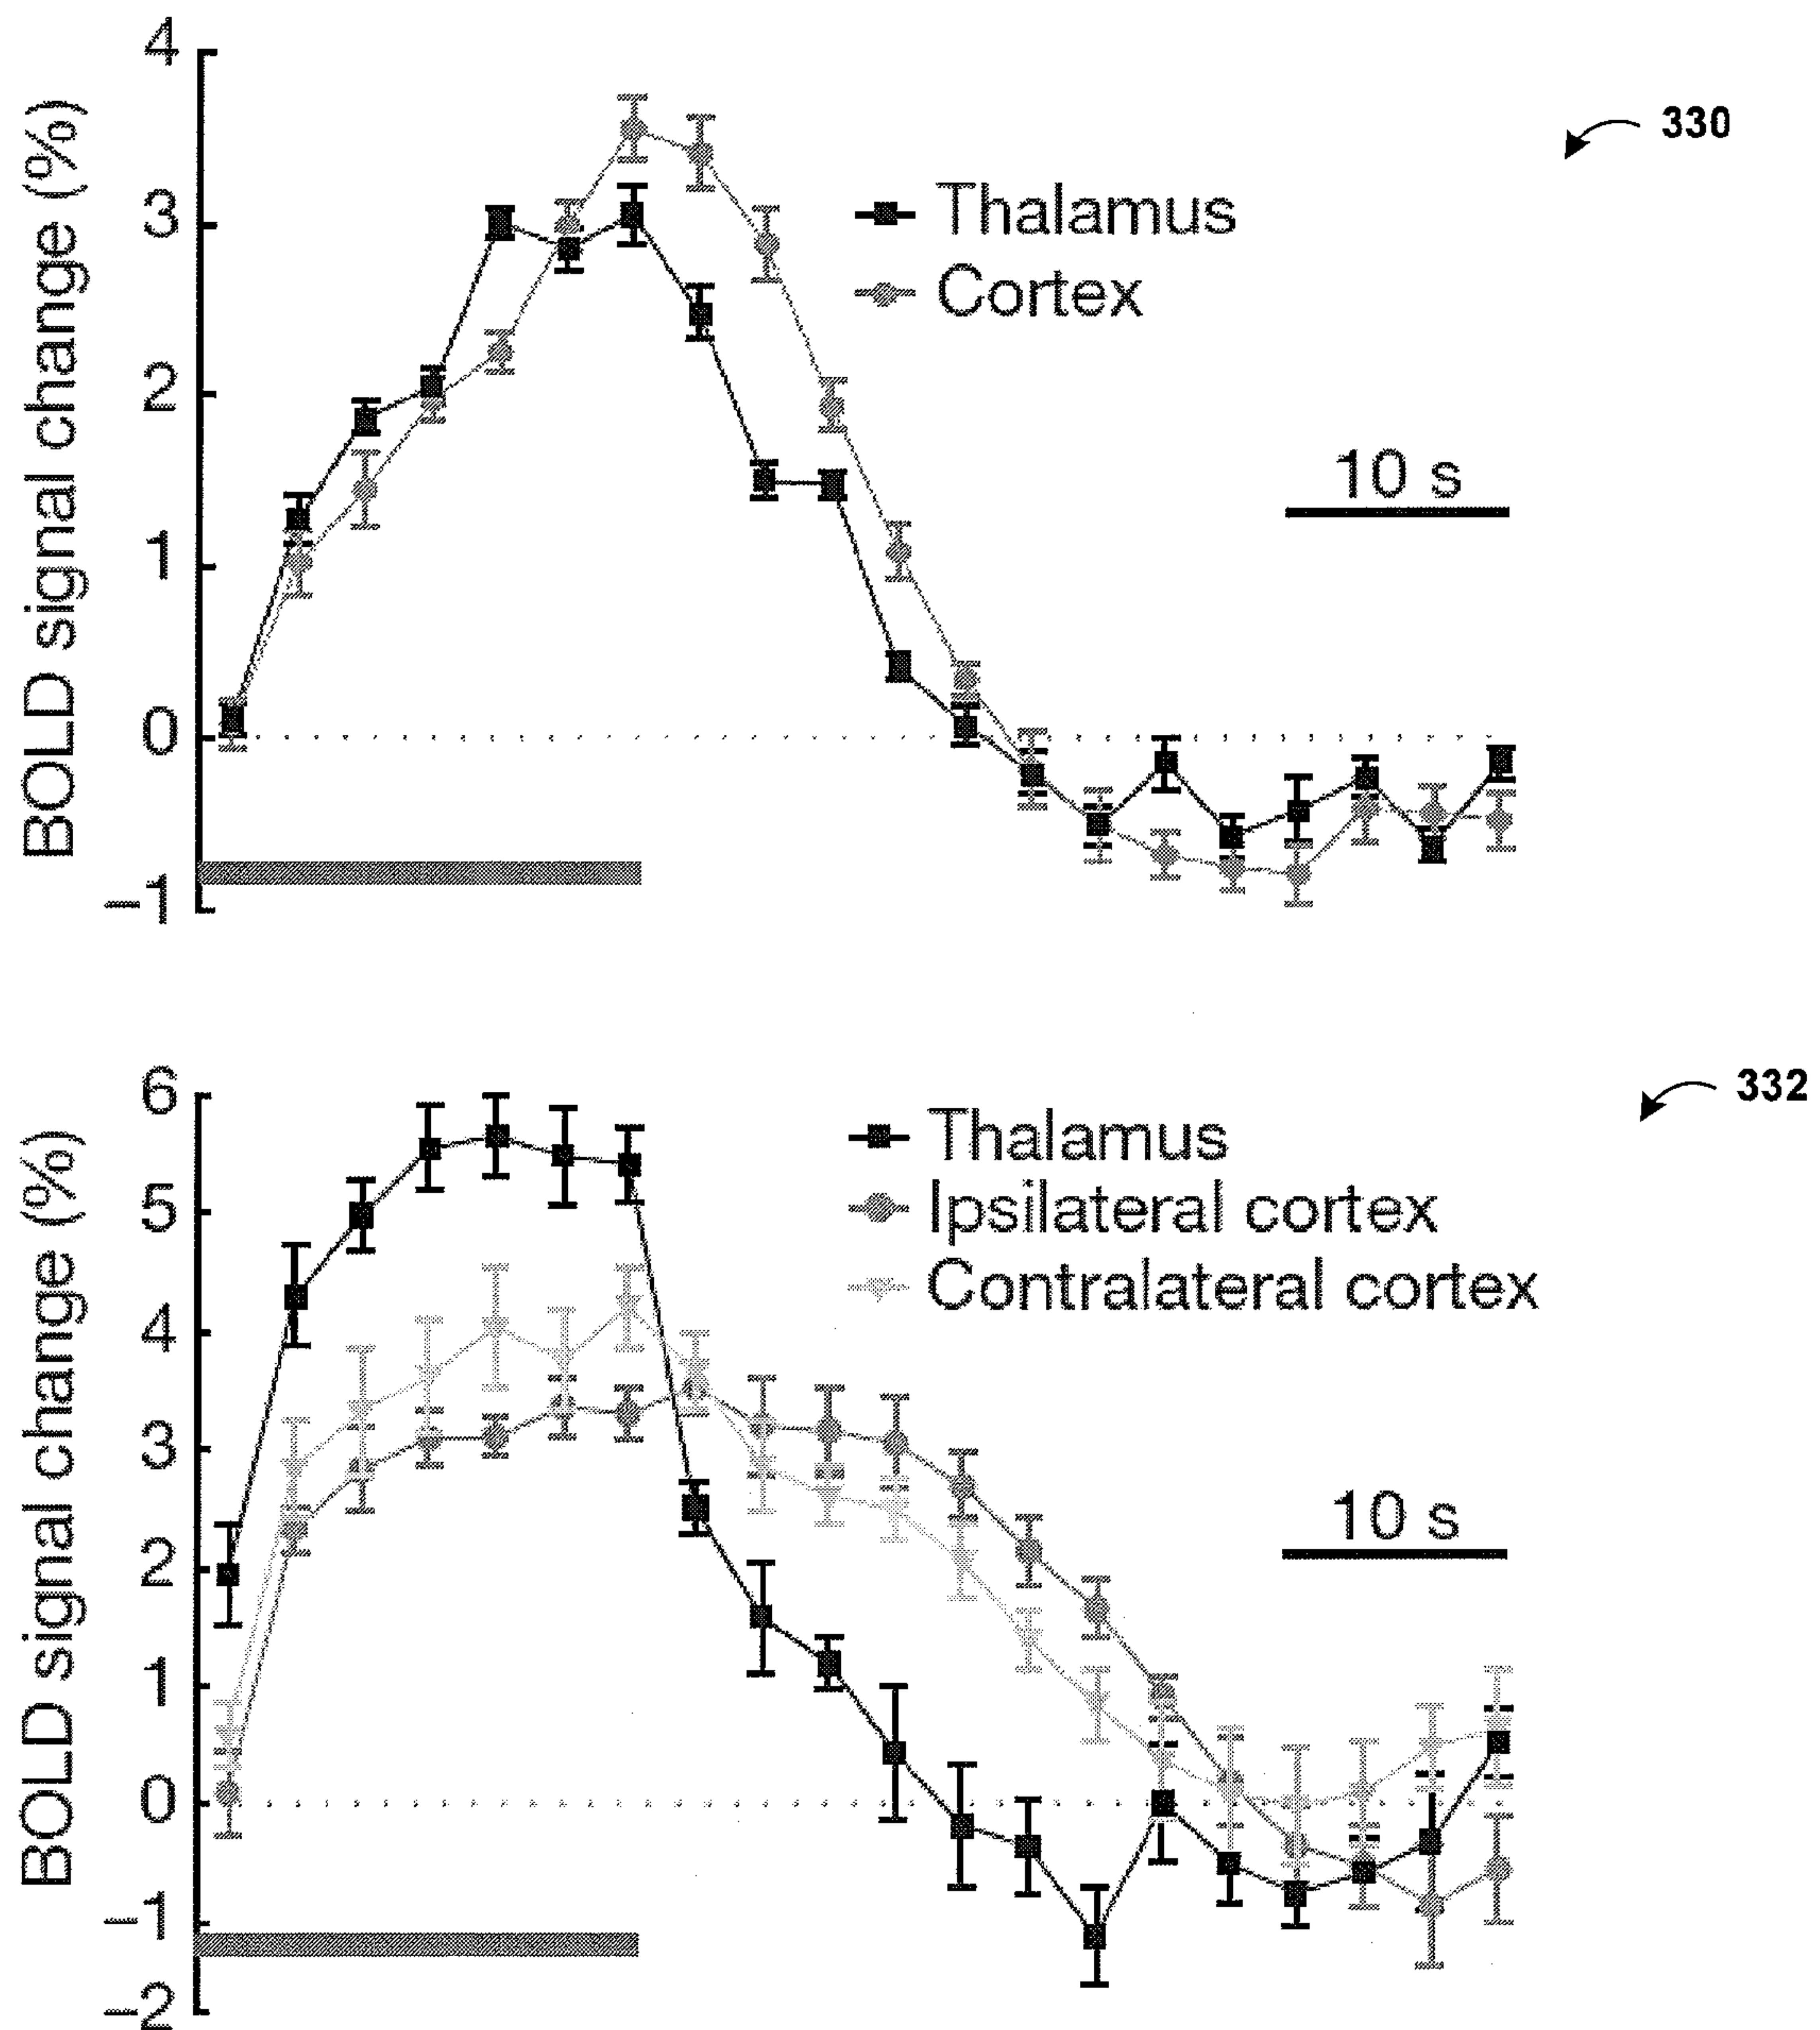 BOLD signal change (%)
4
3
2
1
0
−1
330
Thalamus
Cortex
10 s
BOLD signal change (%)
6
5
4
3
2
1
0
−1
−2
332
Thalamus
Ipsilateral cortex
Contralateral cortex
10 s